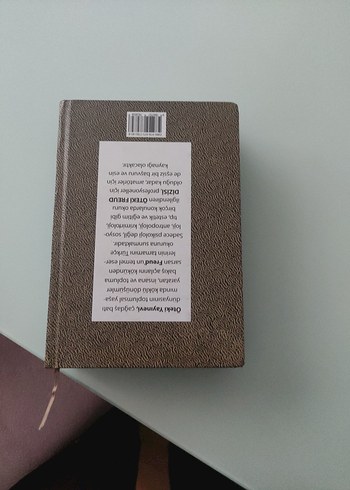 Öteki Yayınevi, çağdaş batı
dünyasının toplumsal yaşa-
mında köklü dönüşümler
yaratan, insana ve topluma
bakış açılarını kökünden
sarsan Freud'un temel eser-
lerinin tamamını Türkçe
okuruna sunmaktadır.
Sadece psikoloji değil, sosyo-
loji, antropoloji, kriminoloji,
tıp, estetik ve eğitim gibi
birçok konularda okuru
ilgilendiren ÖTEKİ FREUD
DİZİSİ, profesyoneller için
olduğu kadar, amatörler için
de eşsiz bir başvuru ve esin
kaynağı olacaktır.